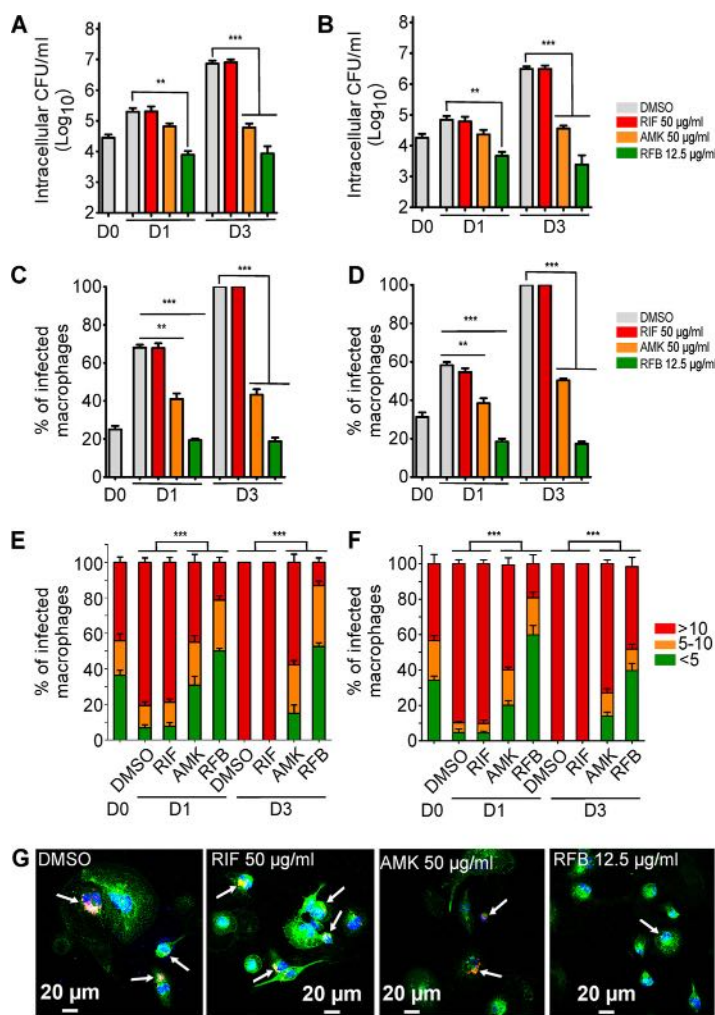 A
Intracellular CFU/ml
(Log10)
8
7
6
5
4
3
2
**
***
D0
D1
D3
B
Intracellular CFU/ml
(Log10)
8
7
6
5
4
3
2
**
***
D0
D1
D3
DMSO
RIF 50 µg/ml
AMK 50 µg/ml
RFB 12.5 µg/ml
C
% of infected
macrophages
100
80
60
40
20
0
***
**
***
D0
D1
D3
D
% of infected
macrophages
100
80
60
40
20
0
***
**
***
D0
D1
D3
DMSO
RIF 50 µg/ml
AMK 50 µg/ml
RFB 12.5 µg/ml
E
% of infected
macrophages
100
80
60
40
20
0
***
***
DMSO
RIF
AMK
RFB
DMSO
RIF
AMK
RFB
D0
D1
D3
F
% of infected
macrophages
100
80
60
40
20
0
***
***
DMSO
RIF
AMK
RFB
DMSO
RIF
AMK
RFB
D0
D1
D3
>10
5-10
<5
G
DMSO
20 µm
RIF 50 µg/ml
20 µm
AMK 50 µg/ml
20 µm
RFB 12.5 µg/ml
20 µm